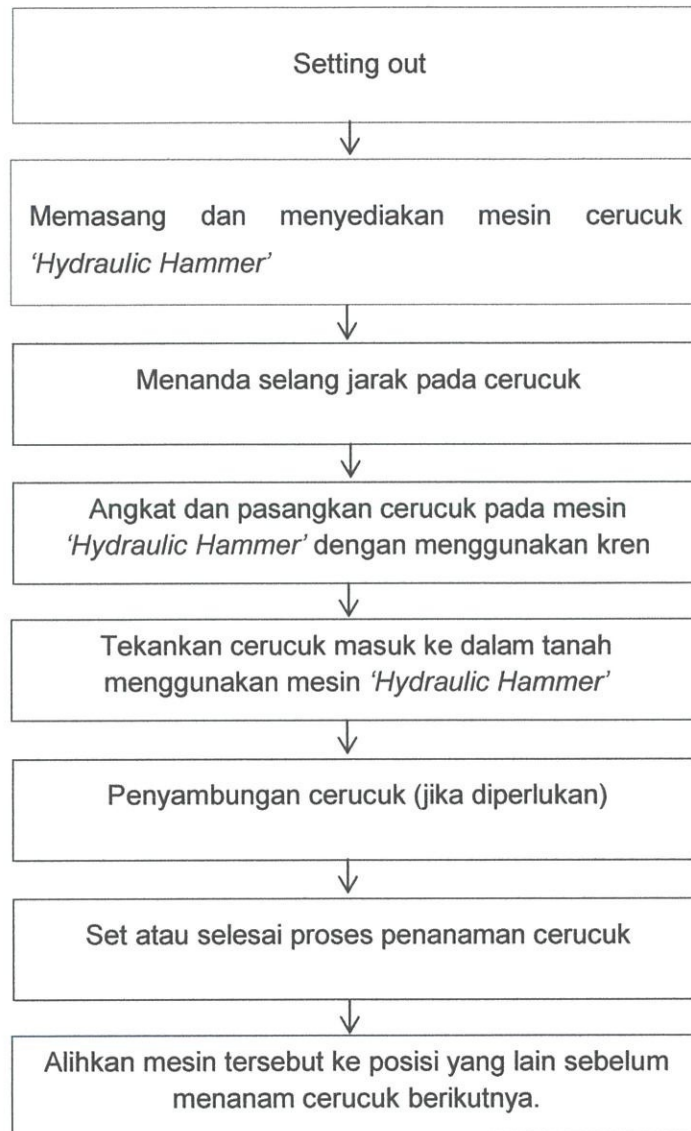 Setting out
Memasang dan menyediakan mesin cerucuk
‘Hydraulic Hammer’
Menanda selang jarak pada cerucuk
Angkat dan pasangkan cerucuk pada mesin
‘Hydraulic Hammer’ dengan menggunakan kren
Tekankan cerucuk masuk ke dalam tanah
menggunakan mesin ‘Hydraulic Hammer’
Penyambungan cerucuk (jika diperlukan)
Set atau selesai proses penanaman cerucuk
Alihkan mesin tersebut ke posisi yang lain sebelum
menanam cerucuk berikutnya.